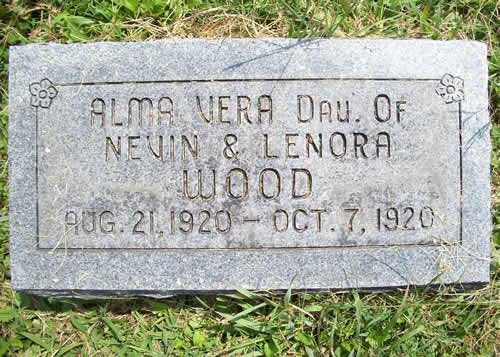 ALMA VERA DAU. OF
NEVIN & LENORA
WOOD
AUG. 21, 1920 - OCT. 7, 1920